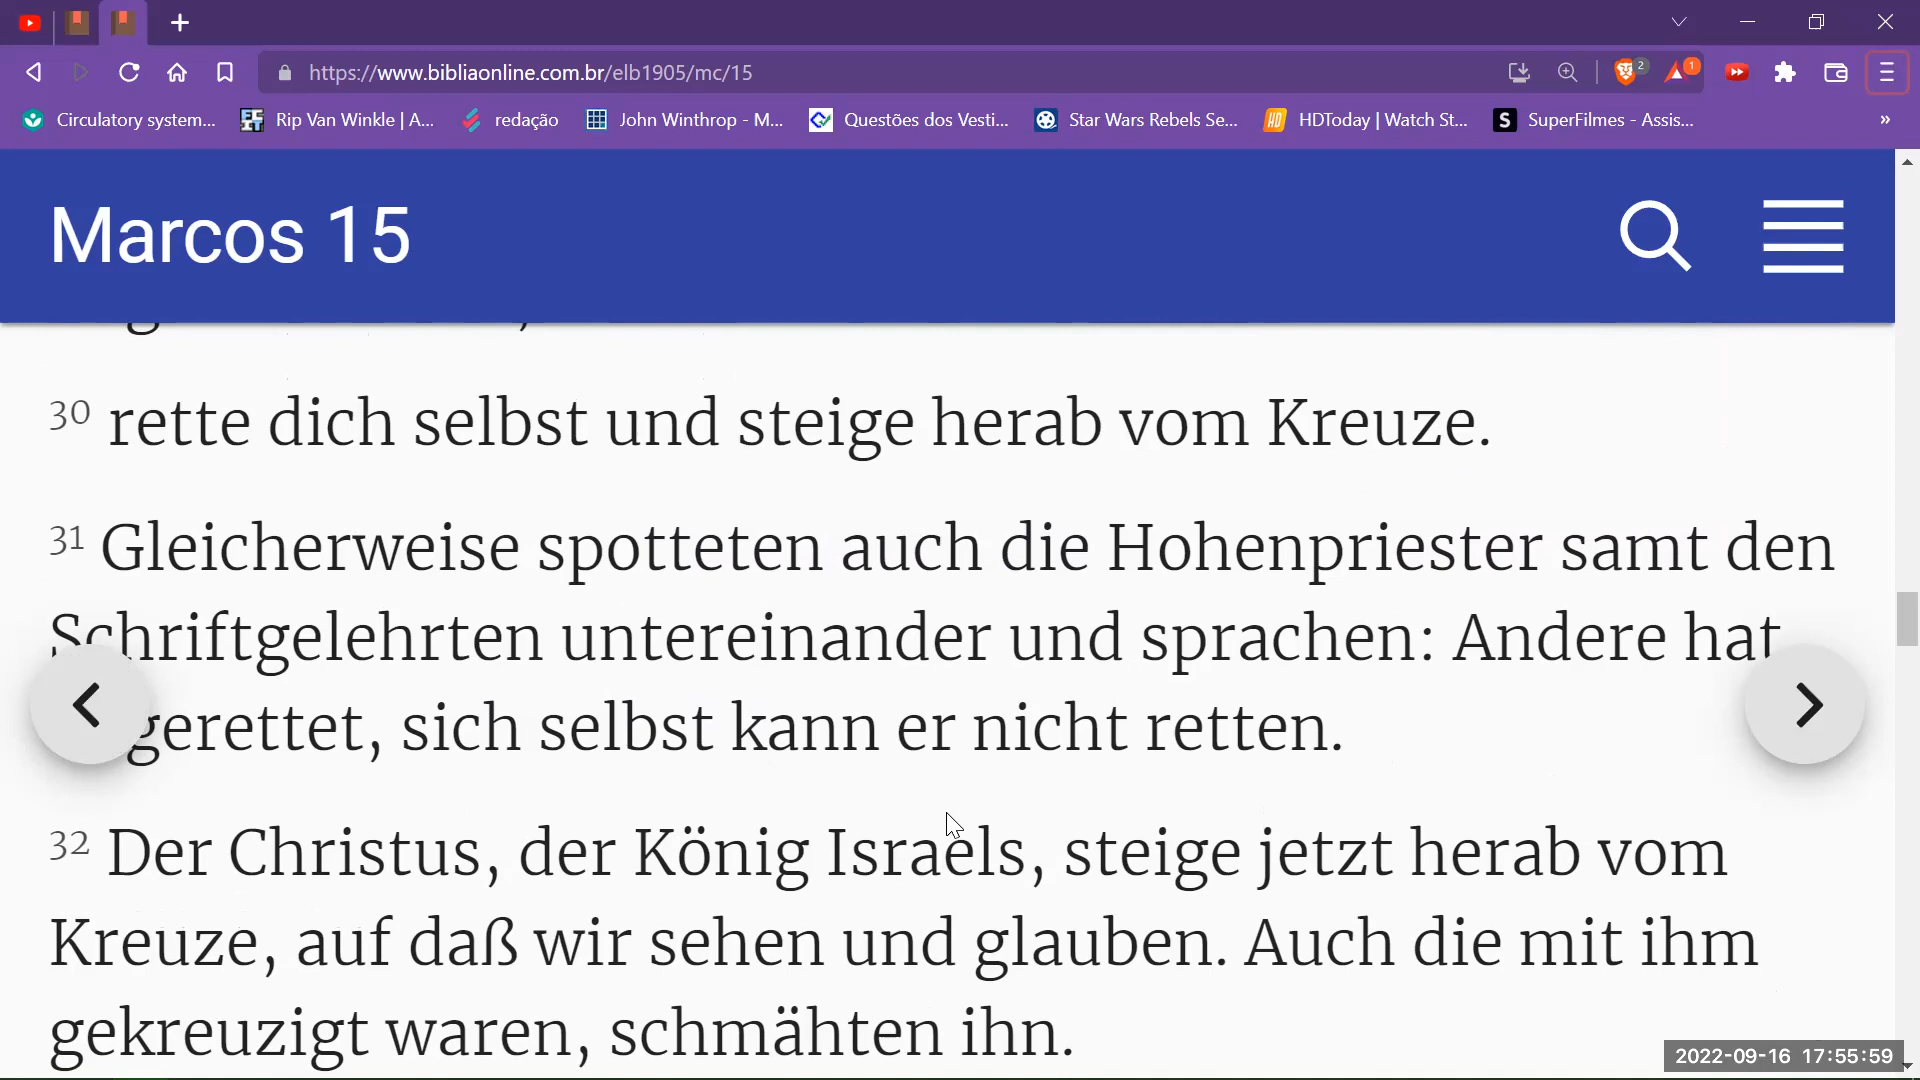 https://www.bibliaonline.com.br/elb1905/mc/15
2
1
Circulatory system... Rip Van Winkle | A... redação John Winthrop - M... Questões dos Vesti... Star Wars Rebels Se... HD HDToday | Watch St... S SuperFilmes - Assis... »
Marcos 15
30 rette dich selbst und steige herab vom Kreuze.
31 Gleicherweise spotteten auch die Hohenpriester samt den
Schriftgelehrten untereinander und sprachen: Andere hat
gerettet, sich selbst kann er nicht retten.
32 Der Christus, der König Israels, steige jetzt herab vom
Kreuze, auf daß wir sehen und glauben. Auch die mit ihm
gekreuzigt waren, schmähten ihn.
2022-09-16 17:55:59